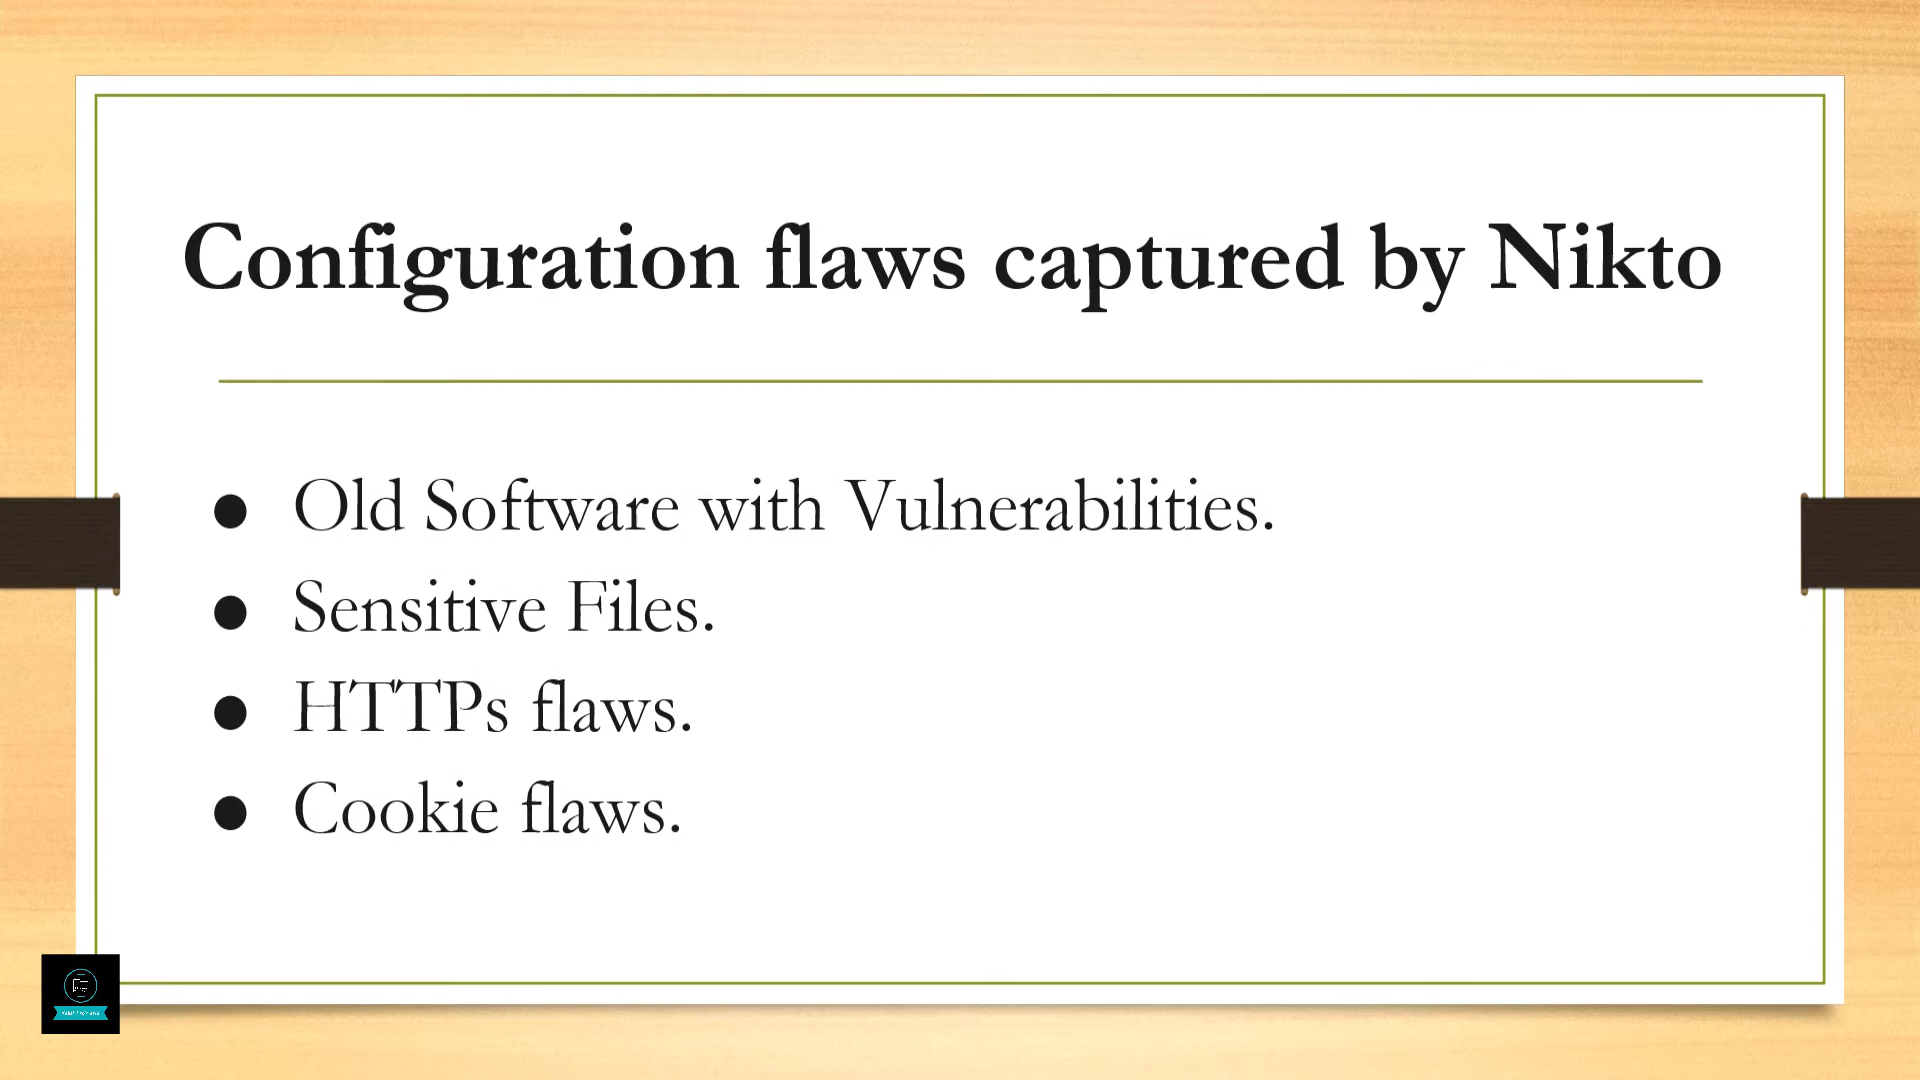 Configuration flaws captured by Nikto
● Old Software with Vulnerabilities.
● Sensitive Files.
● HTTPs flaws.
● Cookie flaws.